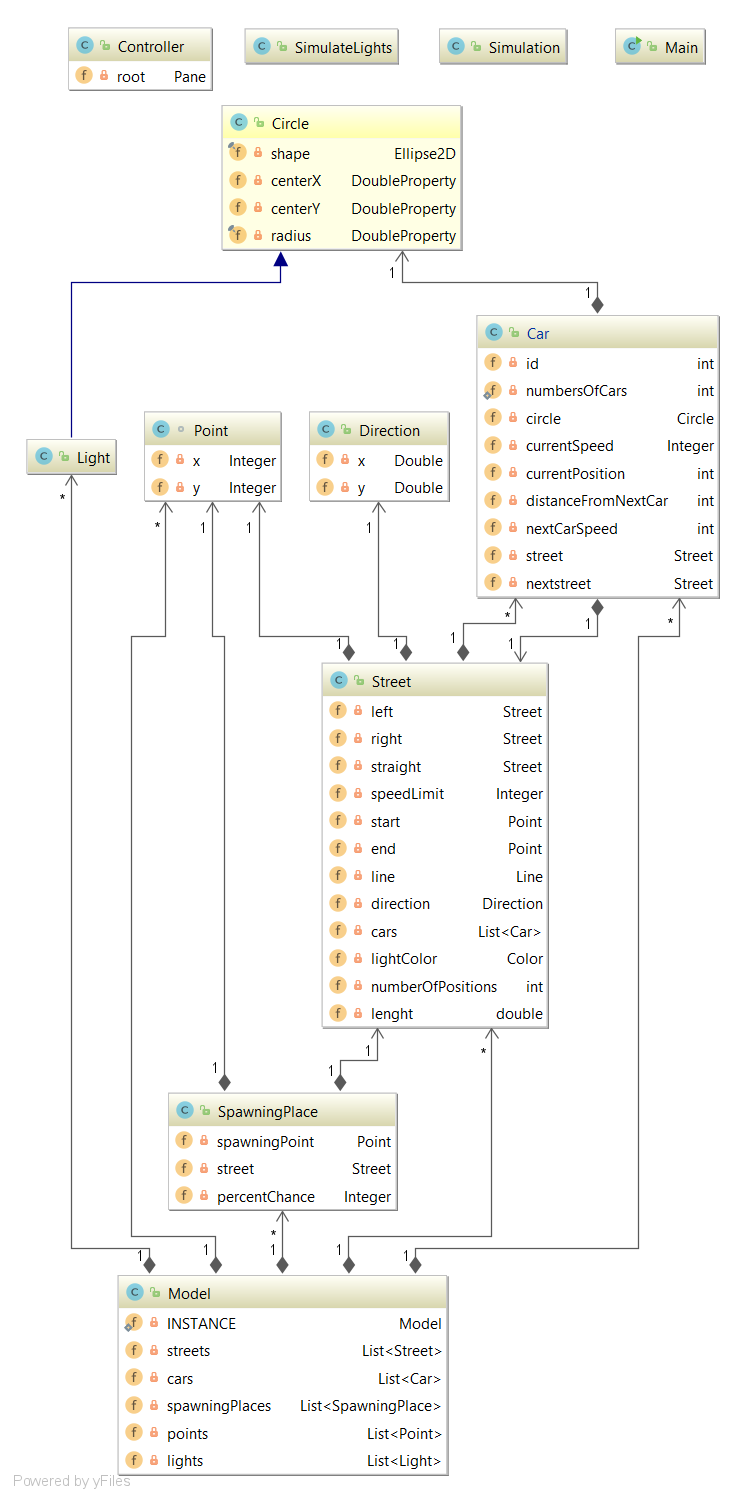 Controller
root Pane
SimulateLights
Simulation
Main
Circle
shape Ellipse2D
centerX DoubleProperty
centerY DoubleProperty
radius DoubleProperty
1
1
Car
id int
numbersOfCars int
circle Circle
currentSpeed Integer
currentPosition int
distanceFromNextCar int
nextCarSpeed int
street Street
nextstreet Street
Point
x Integer
y Integer
Direction
x Double
y Double
Light
* * 1 1 1
* 1 *
1 1 1 1
Street
left Street
right Street
straight Street
speedLimit Integer
start Point
end Point
line Line
direction Direction
cars List<Car>
lightColor Color
numberOfPositions int
lenght double
1 *
1 1
SpawningPlace
spawningPoint Point
street Street
percentChance Integer
*
1 1 1 1 1
Model
INSTANCE Model
streets List<Street>
cars List<Car>
spawningPlaces List<SpawningPlace>
points List<Point>
lights List<Light>
Powered by yFiles